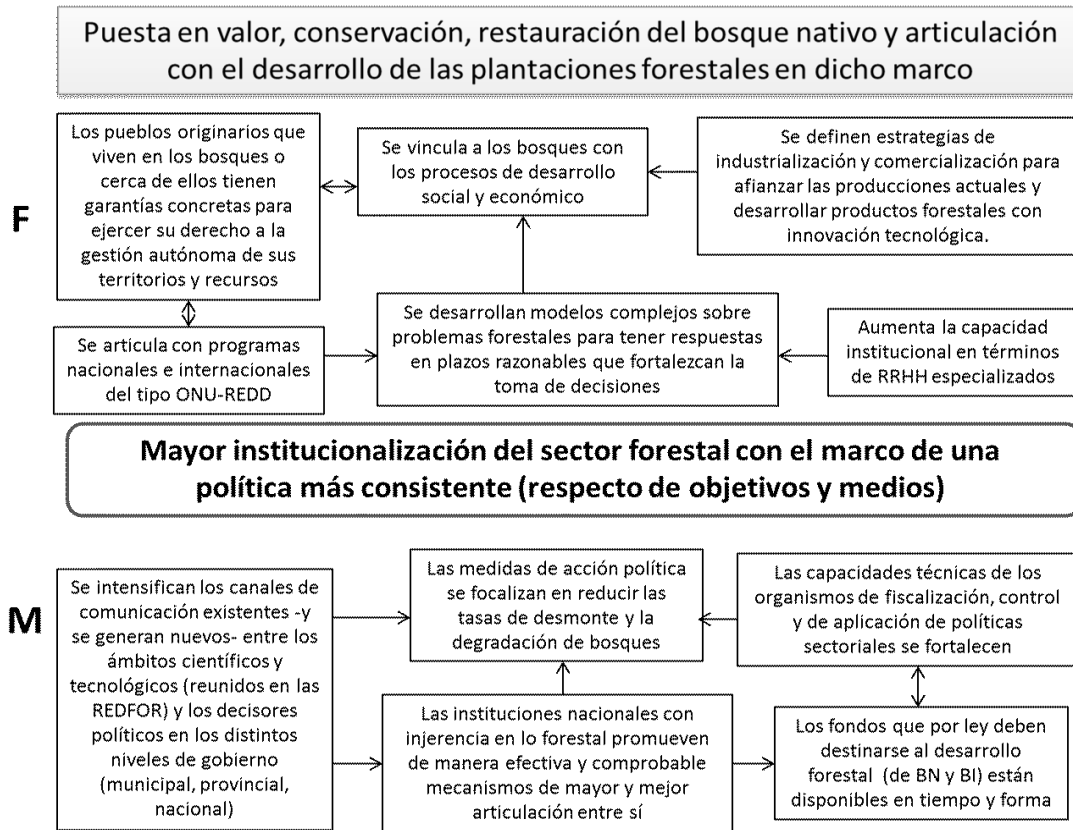 Puesta en valor, conservación, restauración del bosque nativo y articulación
con el desarrollo de las plantaciones forestales en dicho marco
F
Los pueblos originarios que
viven en los bosques o
cerca de ellos tienen
garantías concretas para
ejercer su derecho a la
gestión autónoma de sus
territorios y recursos
Se vincula a los bosques con
los procesos de desarrollo
social y económico
Se definen estrategias de
industrialización y comercialización para
afianzar las producciones actuales y
desarrollar productos forestales con
innovación tecnológica.
Se articula con programas
nacionales e internacionales
del tipo ONU-REDD
Se desarrollan modelos complejos sobre
problemas forestales para tener respuestas
en plazos razonables que fortalezcan la
toma de decisiones
Aumenta la capacidad
institucional en términos
de RRHH especializados
Mayor institucionalización del sector forestal con el marco de una
política más consistente (respecto de objetivos y medios)
M
Se intensifican los canales de
comunicación existentes -y
se generan nuevos- entre los
ámbitos científicos y
tecnológicos (reunidos en las
REDFOR) y los decisores
políticos en los distintos
niveles de gobierno
(municipal, provincial,
nacional)
Las medidas de acción política
se focalizan en reducir las
tasas de desmonte y la
degradación de bosques
Las capacidades técnicas de los
organismos de fiscalización, control
y de aplicación de políticas
sectoriales se fortalecen
Las instituciones nacionales con
injerencia en lo forestal promueven
de manera efectiva y comprobable
mecanismos de mayor y mejor
articulación entre sí
Los fondos que por ley deben
destinarse al desarrollo
forestal (de BN y BI) están
disponibles en tiempo y forma